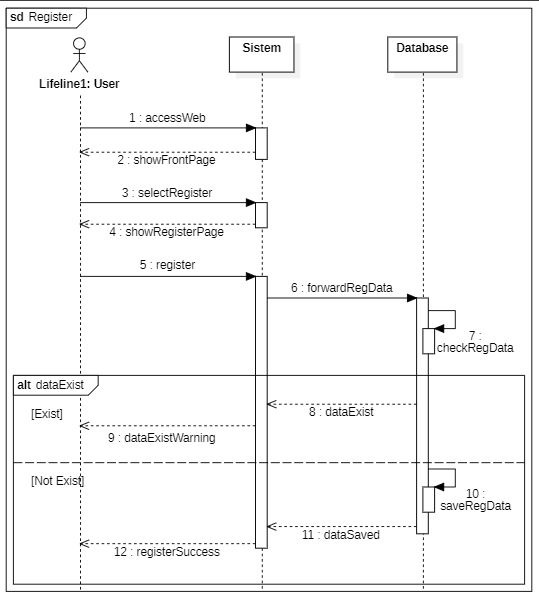 sd Register
Sistem
Database
Lifeline1: User
1 : accessWeb
2 : showFrontPage
3 : selectRegister
4 : showRegisterPage
5 : register
6 : forwardRegData
7 :
checkRegData
alt dataExist
[Exist]
8 : dataExist
9 : dataExistWarning
[Not Exist]
10 :
saveRegData
11 : dataSaved
12 : registerSuccess